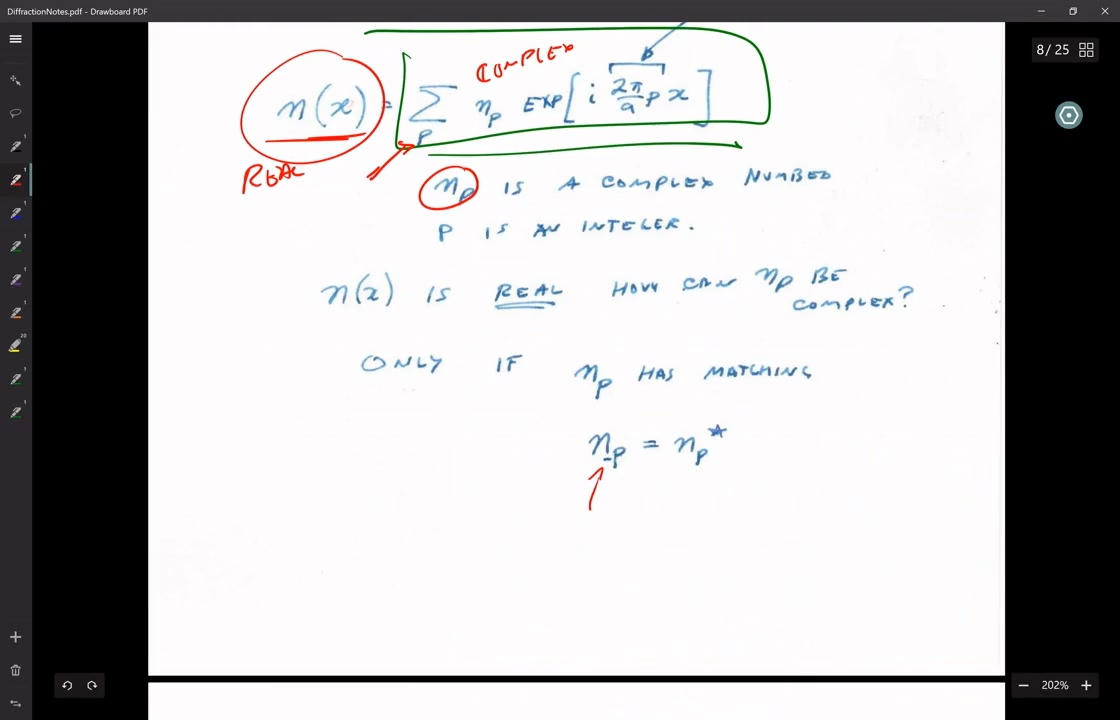 DiffractionNotes.pdf - Drawboard PDF
8/25
COMPLEX
n(x) = Σ_p n_p EXP[i 2π/a p x]
REAL
n_p IS A COMPLEX NUMBER
P IS AN INTEGER.
n(x) IS REAL HOW CAN n_p BE
COMPLEX?
ONLY IF n_p HAS MATCHING
n_-p = n_p*
202%